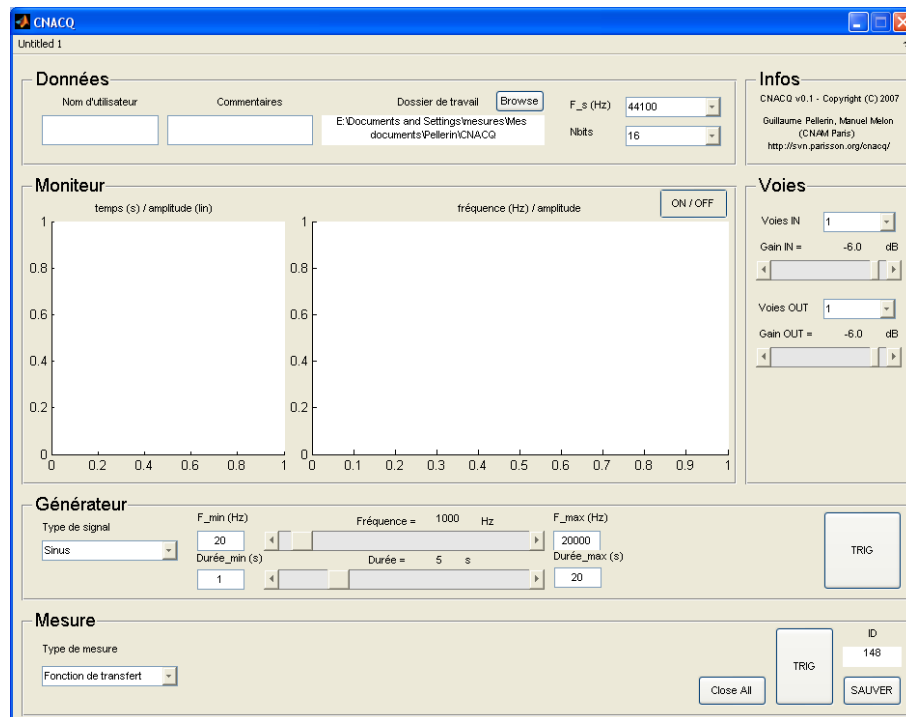 CNACQ
Untitled 1
Données
Nom d'utilisateur
Commentaires
Dossier de travail
Browse
E:\Documents and Settings\mesures\Mes
documents\Pellerin\CNACQ
F_s (Hz)
44100
Nbits
16
Infos
CNACQ v0.1 - Copyright (C) 2007
Guillaume Pellerin, Manuel Melon
(CNAM Paris)
http://svn.parisson.org/cnacq/
Moniteur
temps (s) / amplitude (lin)
fréquence (Hz) / amplitude
ON / OFF
1
0.8
0.6
0.4
0.2
0
0 0.2 0.4 0.6 0.8 1
1
0.8
0.6
0.4
0.2
0
0 0.1 0.2 0.3 0.4 0.5 0.6 0.7 0.8 0.9 1
Voies
Voies IN
1
Gain IN = -6.0 dB
Voies OUT
1
Gain OUT = -6.0 dB
Générateur
Type de signal
Sinus
F_min (Hz)
20
Fréquence = 1000 Hz
F_max (Hz)
20000
Durée_min (s)
1
Durée = 5 s
Durée_max (s)
20
TRIG
Mesure
Type de mesure
Fonction de transfert
Close All
TRIG
ID
148
SAUVER